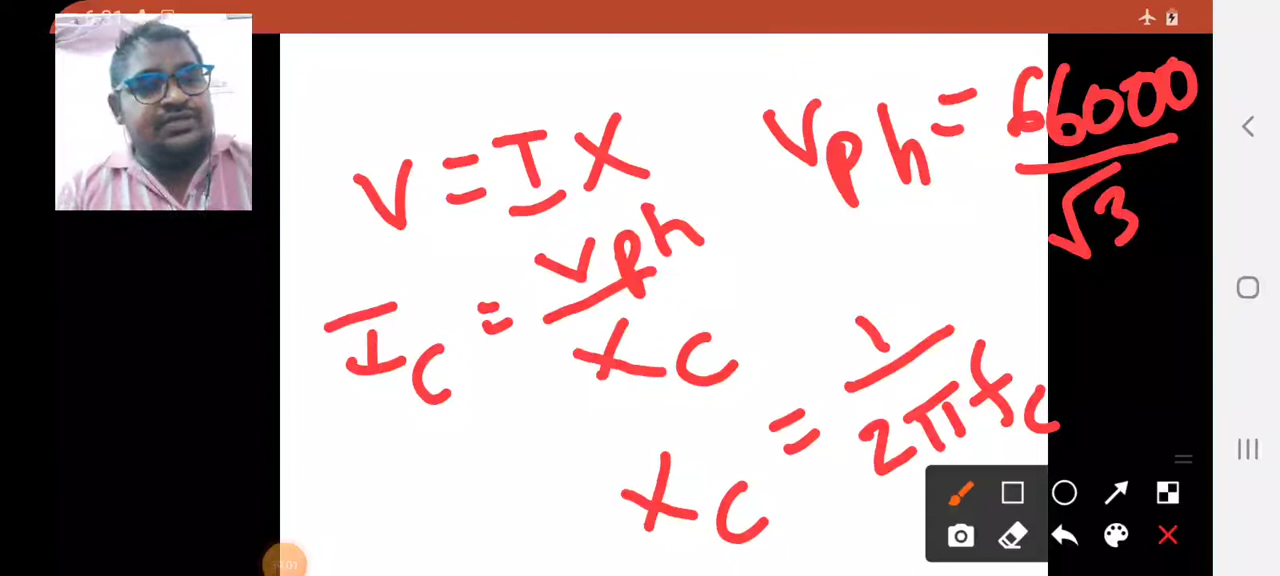 V = IX
Vph = 66000/√3
Ic = Vph/Xc
Xc = 1/2πfc